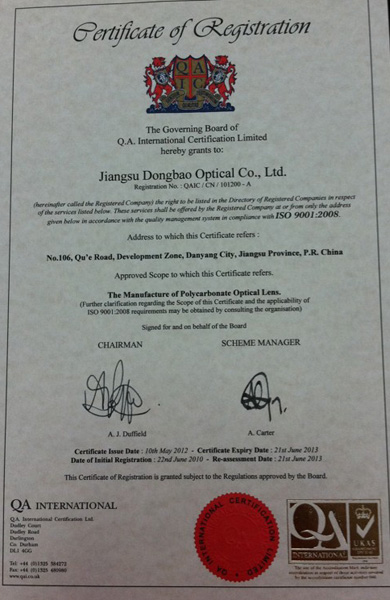 Certificate of Registration
QAIC
The Governing Board of
Q.A. International Certification Limited
hereby grants to:
Jiangsu Dongbao Optical Co., Ltd.
Registration No. : QAIC / CN / 101200 - A
(hereinafter called the Registered Company) the right to be listed in the Directory of Registered Companies in respect
of the services listed below. These services shall be offered by the Registered Company at or from only the address
given below in accordance with the quality management system in compliance with ISO 9001:2008.
Address to which this Certificate refers :
No.106, Qu'e Road, Development Zone, Danyang City, Jiangsu Province, P.R. China
Approved Scope to which this Certificate refers.
The Manufacture of Polycarbonate Optical Lens.
(Further clarification regarding the Scope of this Certificate and the applicability of
ISO 9001:2008 requirements may be obtained by consulting the organisation)
Signed for and on behalf of the Board
CHAIRMAN
SCHEME MANAGER
A. J. Duffield
A. Carter
Certificate Issue Date : 10th May 2012 - Certificate Expiry Date : 21st June 2013
Date of Initial Registration : 22nd June 2010 - Re-assessment Date : 21st June 2013
This Certificate of Registration is granted subject to the Regulations approved by the Board.
QA INTERNATIONAL
Q.A. International Certification Ltd.
Dudley Court
Dudley Road
Darlington
Co. Durham
DL1 4GG
www.qai.co.uk
QA INTERNATIONAL CERTIFICATION LIMITED
QA
INTERNATIONAL
UKAS